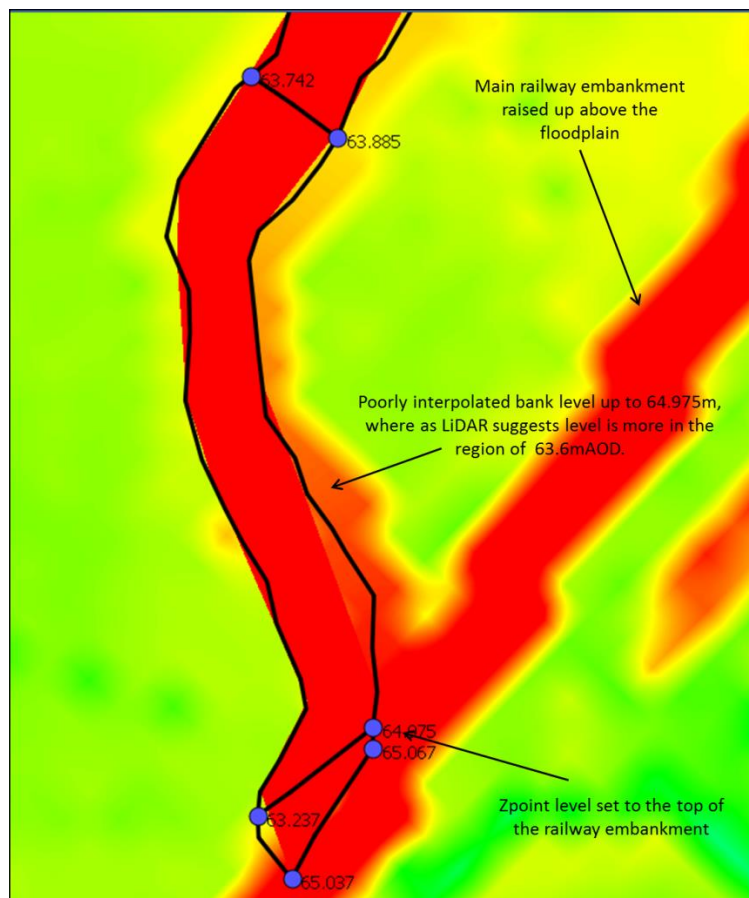 63.742
63.885
Main railway embankment
raised up above the
floodplain
Poorly interpolated bank level up to 64.975m,
where as LiDAR suggests level is more in the
region of 63.6mAOD.
64.975
65.067
63.237
Zpoint level set to the top of
the railway embankment
65.037